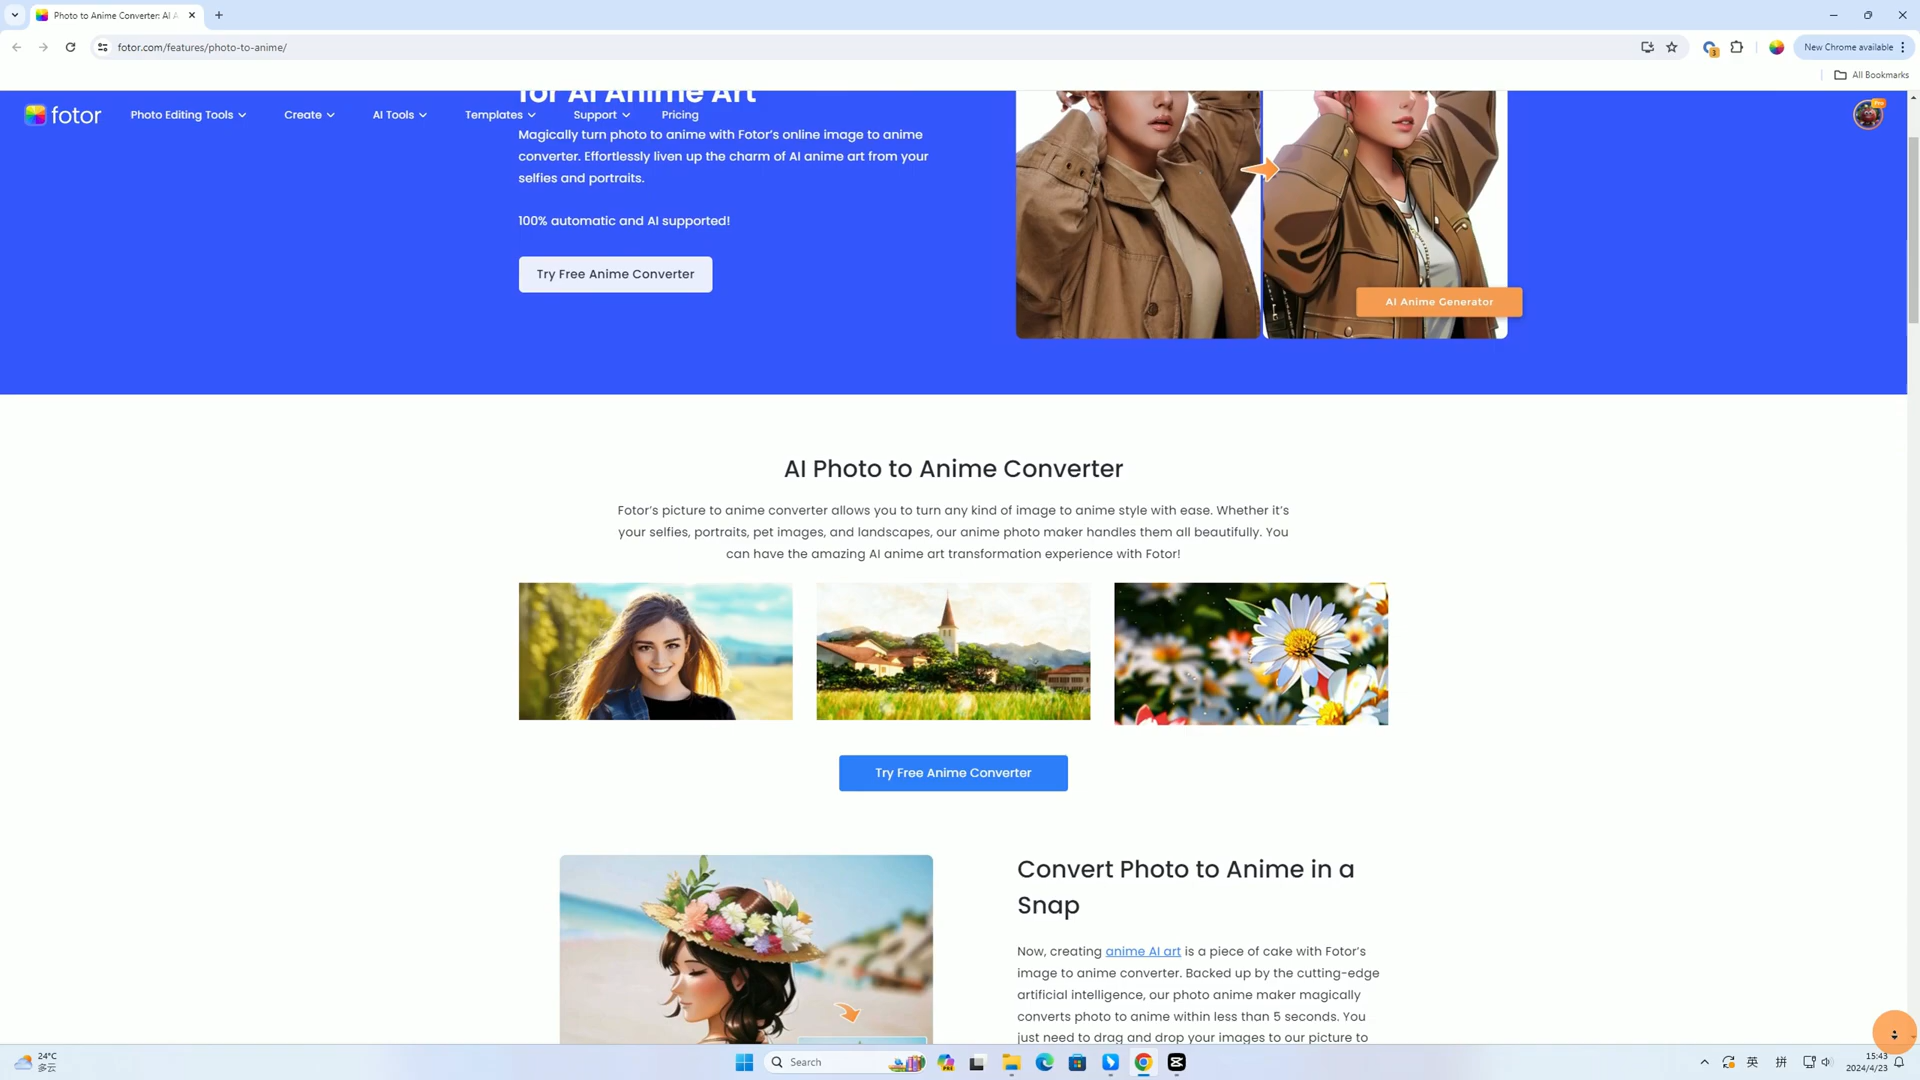 Photo to Anime Converter: AI A
fotor.com/features/photo-to-anime/
3
New Chrome available
All Bookmarks
for AI Anime Art
fotor
Photo Editing Tools
Create
AI Tools
Templates
Support
Pricing
Pro
Magically turn photo to anime with Fotor's online image to anime
converter. Effortlessly liven up the charm of AI anime art from your
selfies and portraits.
100% automatic and AI supported!
Try Free Anime Converter
AI Anime Generator
AI Photo to Anime Converter
Fotor's picture to anime converter allows you to turn any kind of image to anime style with ease. Whether it's
your selfies, portraits, pet images, and landscapes, our anime photo maker handles them all beautifully. You
can have the amazing AI anime art transformation experience with Fotor!
Try Free Anime Converter
Convert Photo to Anime in a
Snap
Now, creating anime AI art is a piece of cake with Fotor's
image to anime converter. Backed up by the cutting-edge
artificial intelligence, our photo anime maker magically
converts photo to anime within less than 5 seconds. You
just need to drag and drop your images to our picture to
24°C
多云
Search
PRE
英
拼
15:43
2024/4/23